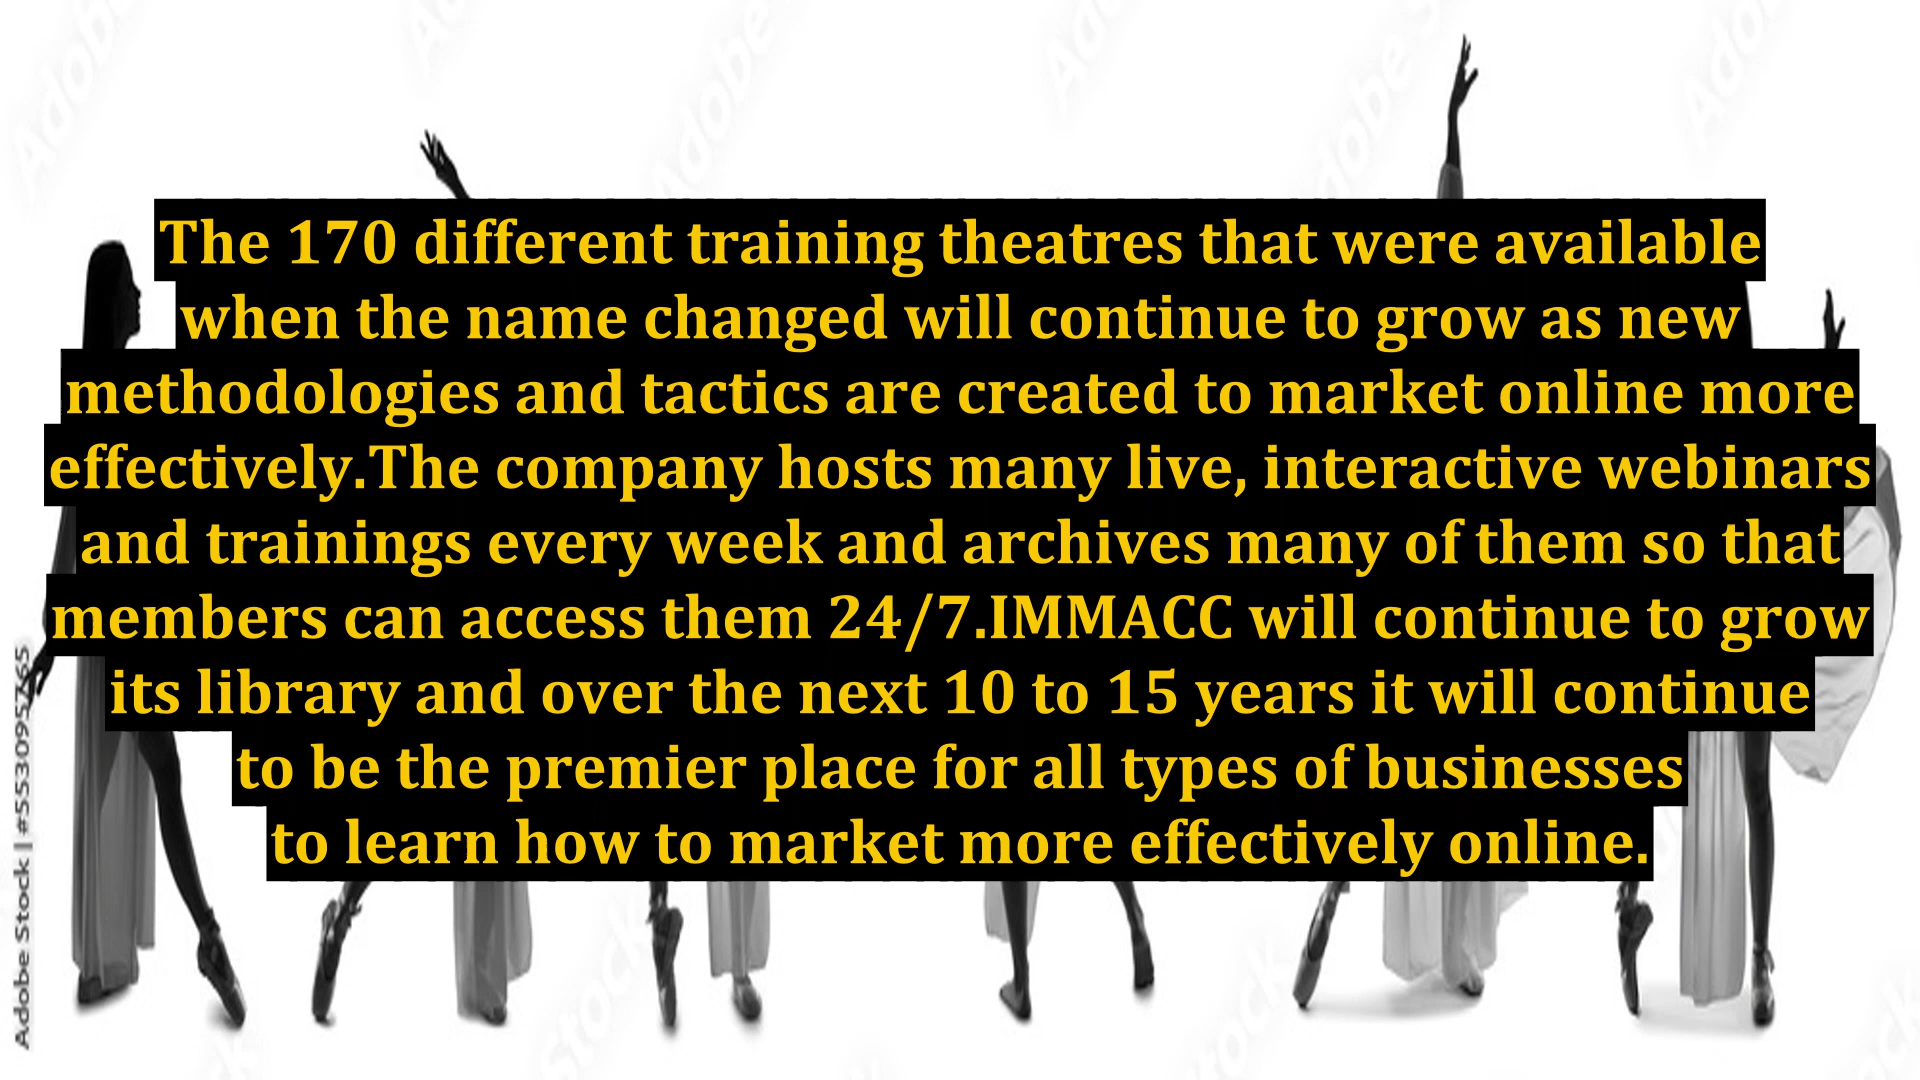 The 170 different training theatres that were available
when the name changed will continue to grow as new
methodologies and tactics are created to market online more
effectively.The company hosts many live, interactive webinars
and trainings every week and archives many of them so that
members can access them 24/7.IMMACC will continue to grow
its library and over the next 10 to 15 years it will continue
to be the premier place for all types of businesses
to learn how to market more effectively online.
Adobe Stock | #553095765